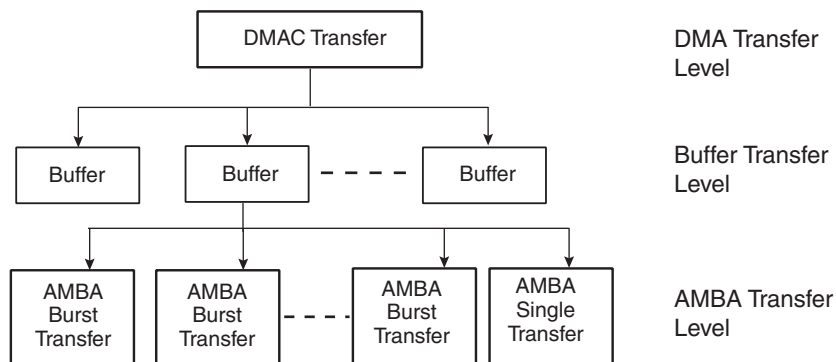 DMAC Transfer
DMA Transfer
Level
Buffer
Buffer
Buffer
Buffer Transfer
Level
AMBA
Burst
Transfer
AMBA
Burst
Transfer
AMBA
Burst
Transfer
AMBA
Single
Transfer
AMBA Transfer
Level